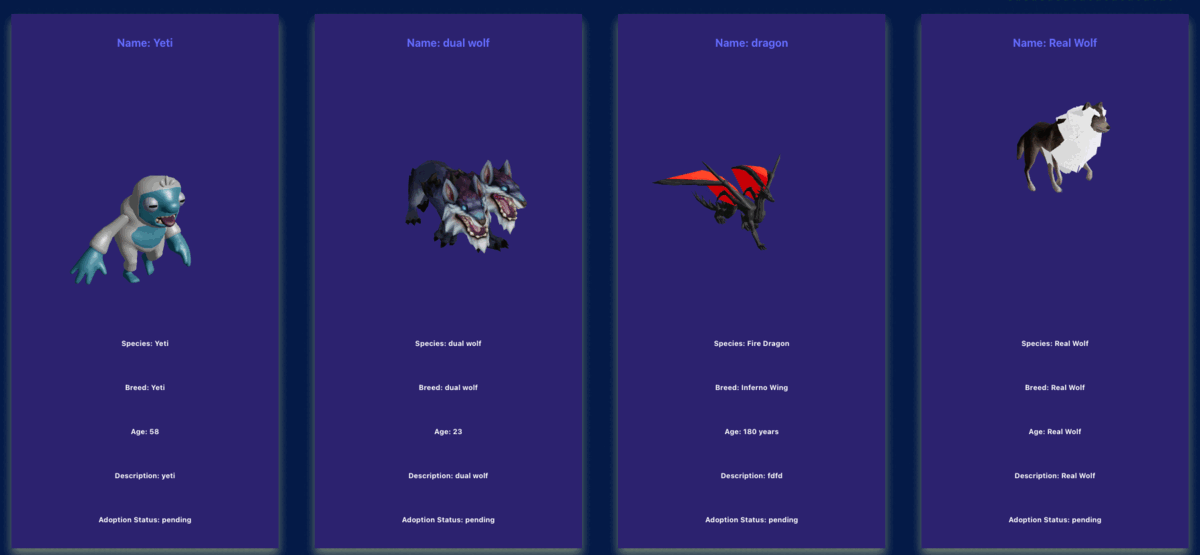 Name: Yeti
Species: Yeti
Breed: Yeti
Age: 58
Description: yeti
Adoption Status: pending
Name: dual wolf
Species: dual wolf
Breed: dual wolf
Age: 23
Description: dual wolf
Adoption Status: pending
Name: dragon
Species: Fire Dragon
Breed: Inferno Wing
Age: 180 years
Description: fdfd
Adoption Status: pending
Name: Real Wolf
Species: Real Wolf
Breed: Real Wolf
Age: Real Wolf
Description: Real Wolf
Adoption Status: pending